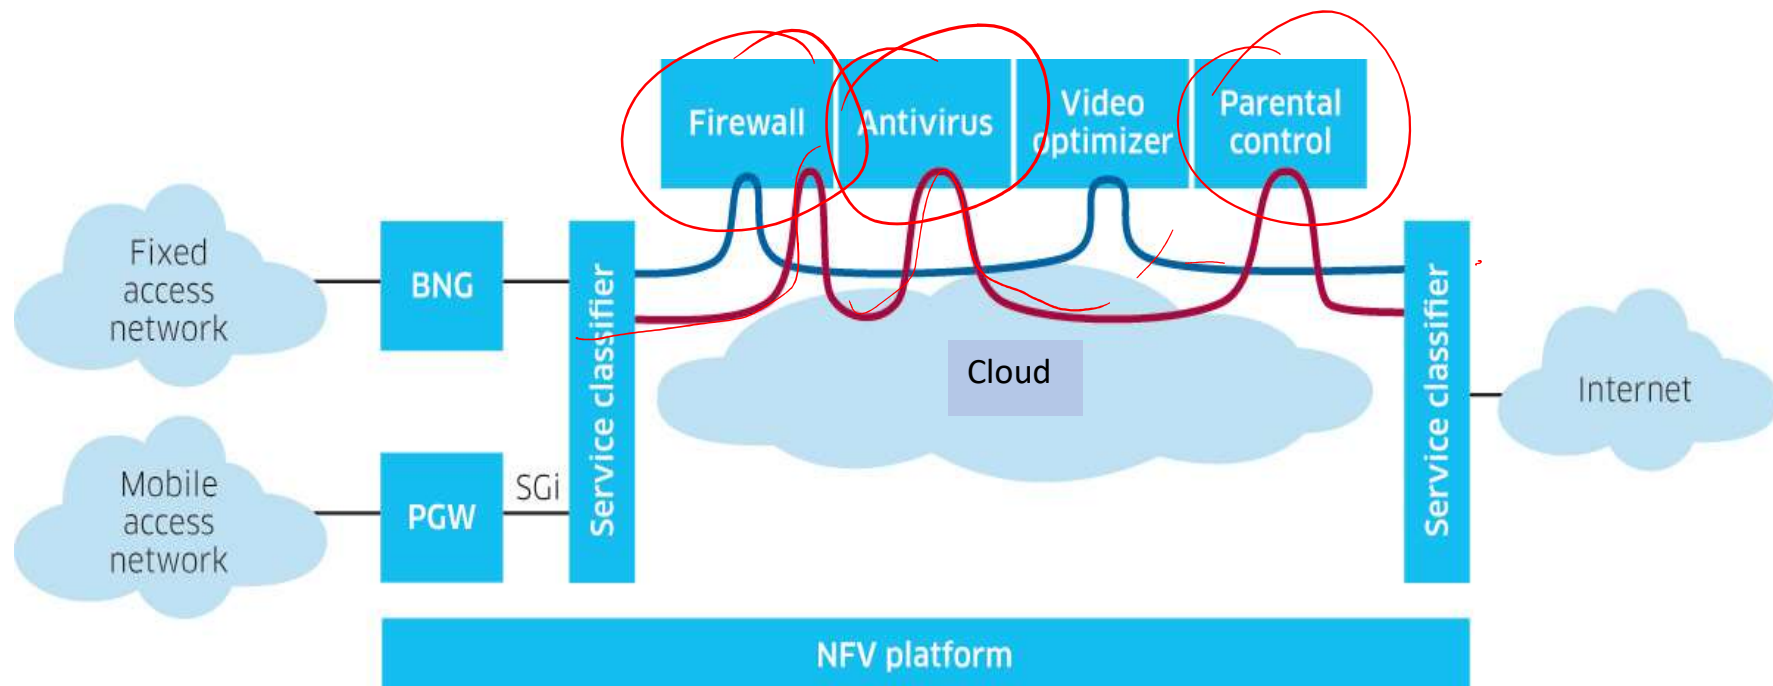 Firewall
Antivirus
Video
optimizer
Parental
control
Fixed
access
network
BNG
Service classifier
Service classifier
Cloud
Internet
Mobile
access
network
PGW
SGi
NFV platform